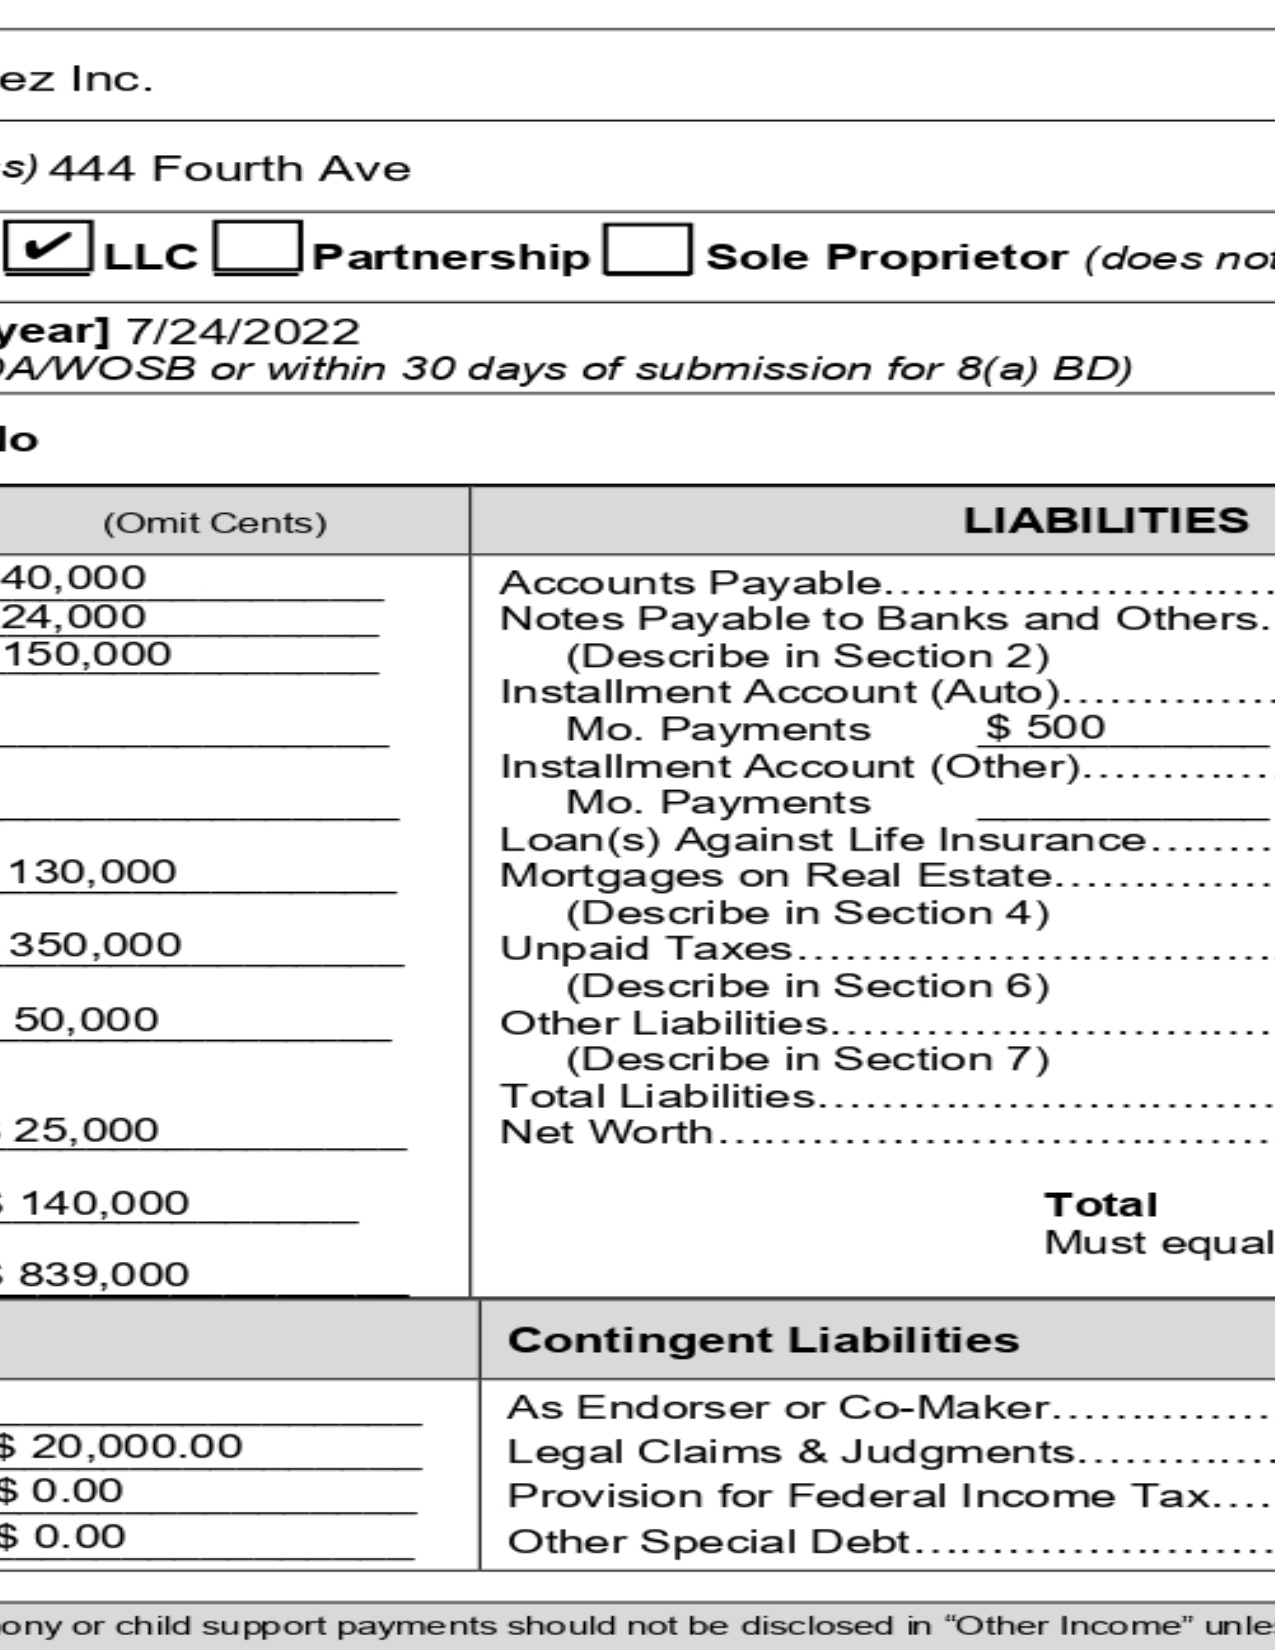 ez Inc.
s) 444 Fourth Ave
✔ LLC Partnership Sole Proprietor (does not
year] 7/24/2022
DA/WOSB or within 30 days of submission for 8(a) BD)
No
(Omit Cents) LIABILITIES
40,000 Accounts Payable
24,000 Notes Payable to Banks and Others.
150,000 (Describe in Section 2)
Installment Account (Auto)
Mo. Payments $ 500
Installment Account (Other)
Mo. Payments
Loan(s) Against Life Insurance
130,000 Mortgages on Real Estate
(Describe in Section 4)
350,000 Unpaid Taxes
(Describe in Section 6)
50,000 Other Liabilities
(Describe in Section 7)
Total Liabilities
$ 25,000 Net Worth
$ 140,000 Total
Must equal
$ 839,000
Contingent Liabilities
As Endorser or Co-Maker
$ 20,000.00 Legal Claims & Judgments
$ 0.00 Provision for Federal Income Tax
$ 0.00 Other Special Debt
ony or child support payments should not be disclosed in “Other Income” unle